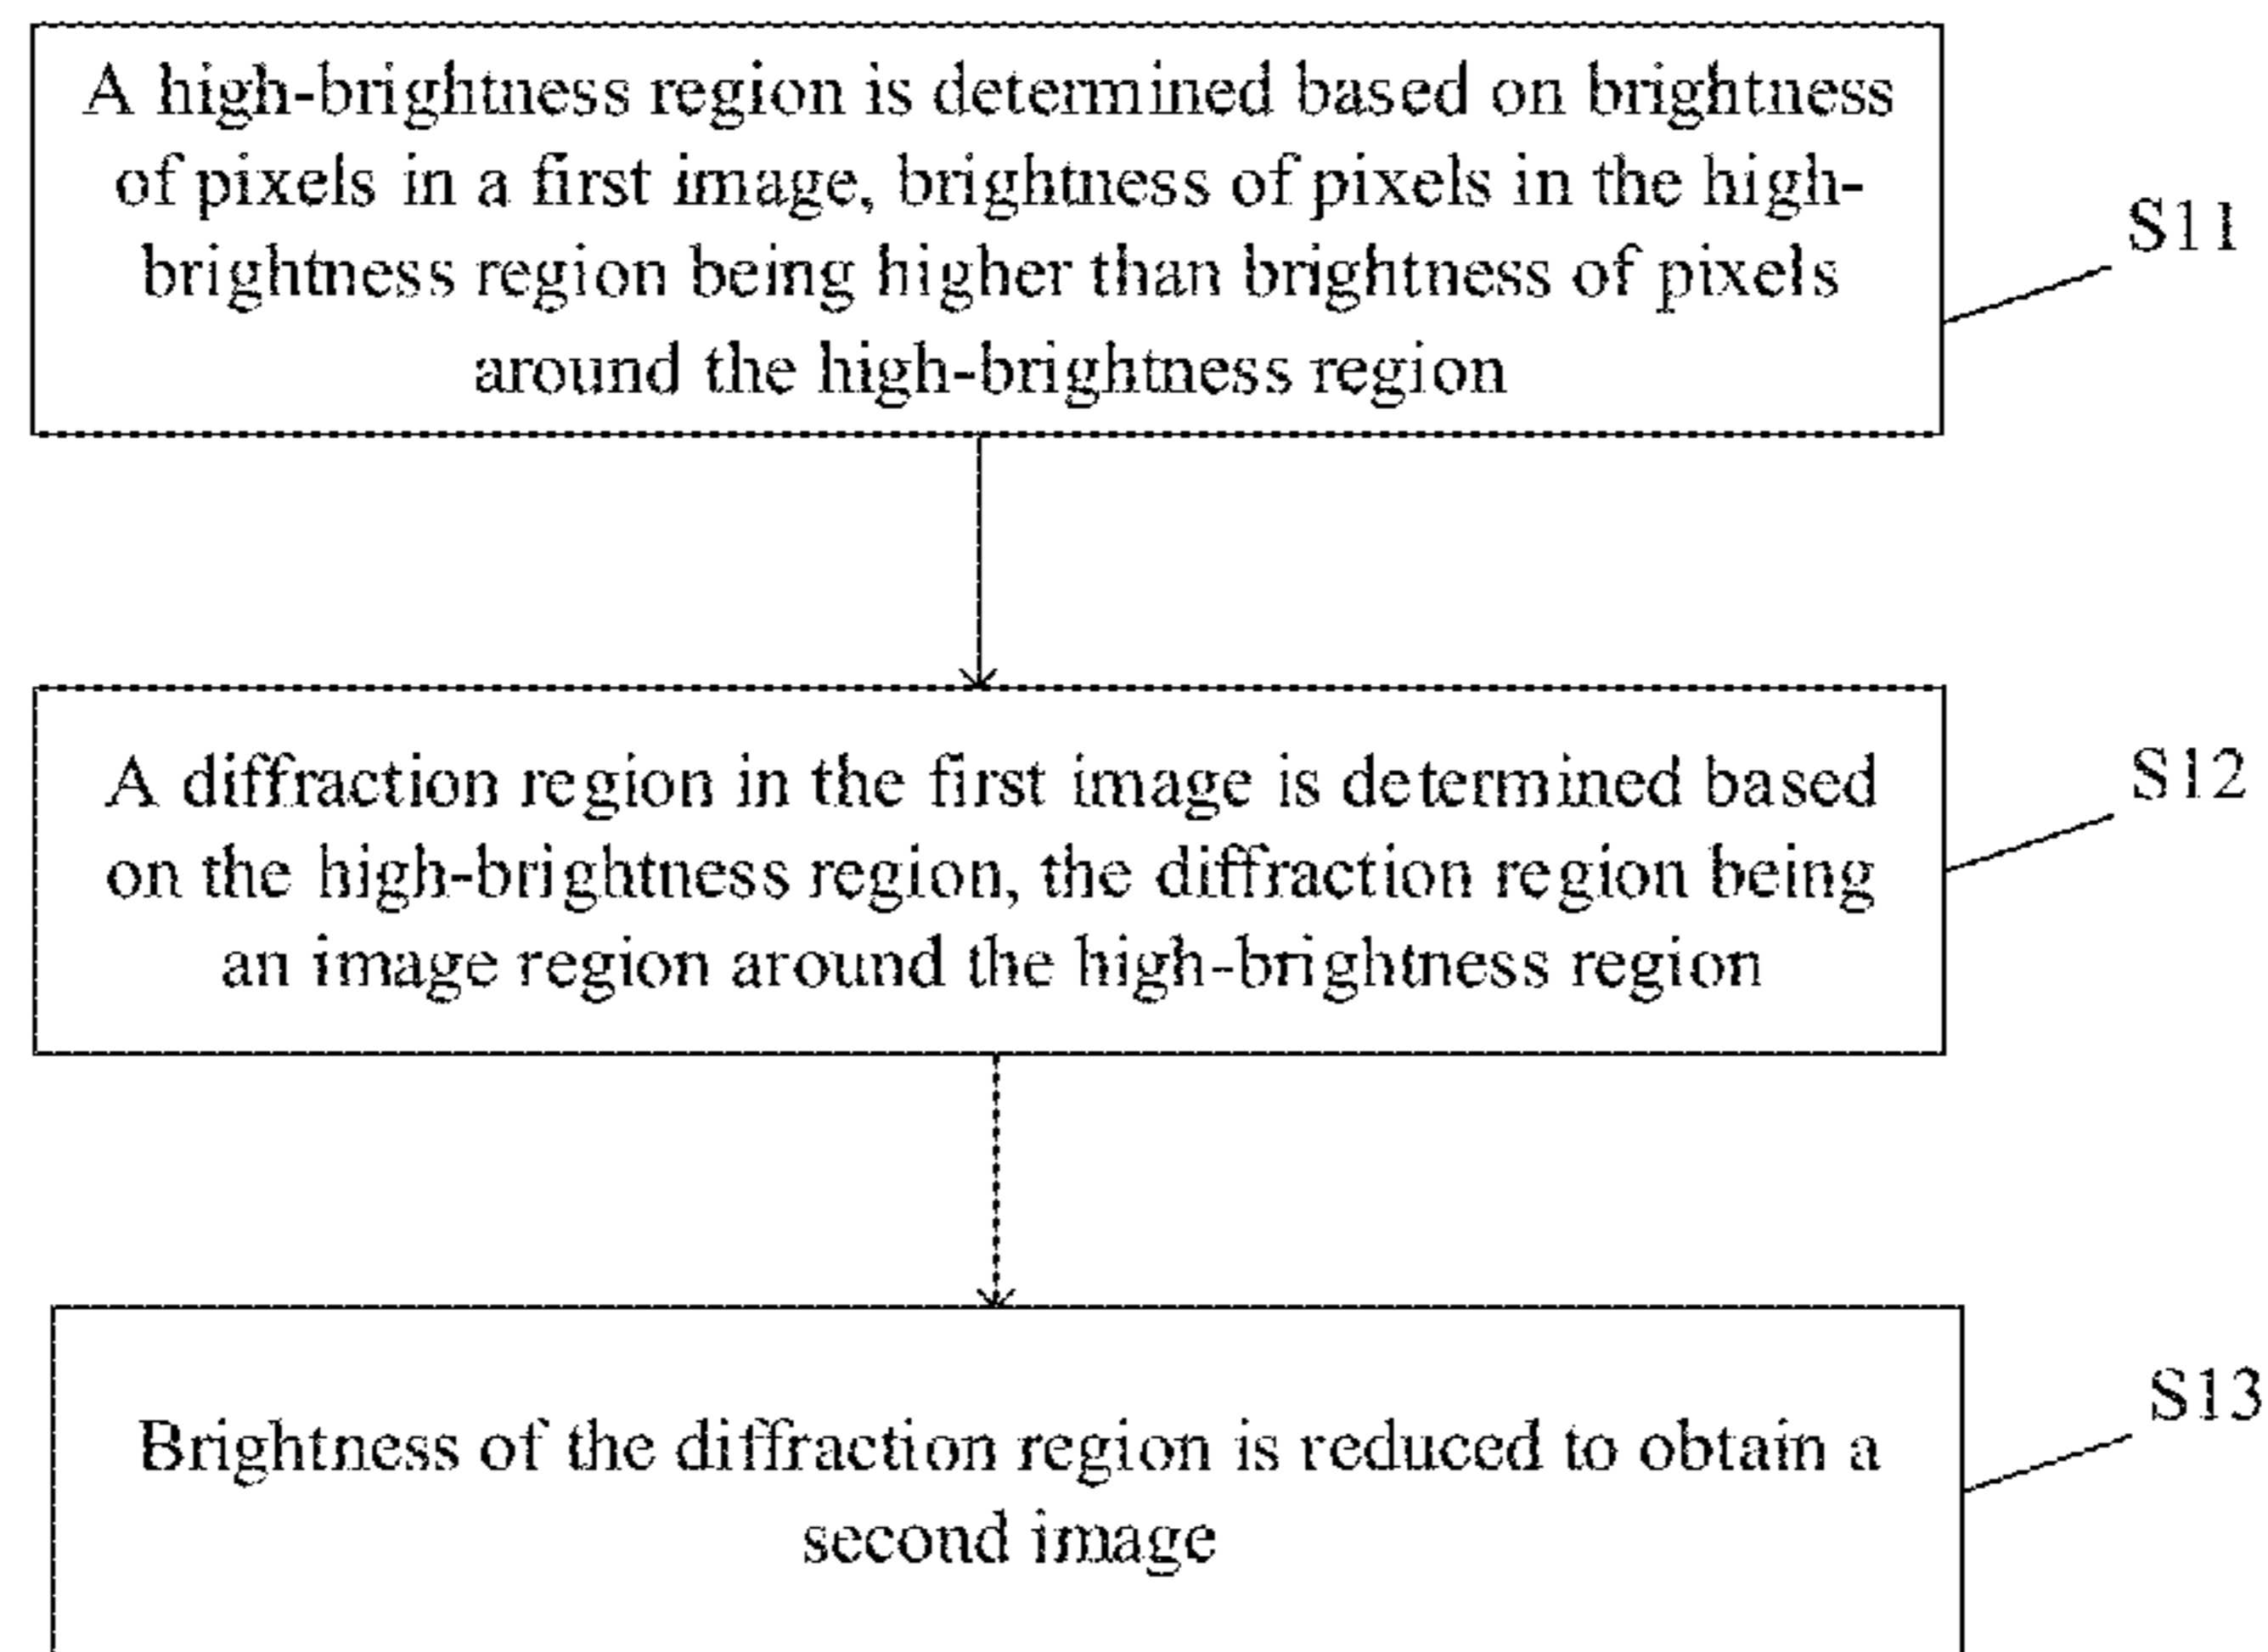 A high-brightness region is determined based on brightness
of pixels in a first image, brightness of pixels in the high-
brightness region being higher than brightness of pixels
around the high-brightness region
S11
A diffraction region in the first image is determined based
on the high-brightness region, the diffraction region being
an image region around the high-brightness region
S12
Brightness of the diffraction region is reduced to obtain a
second image
S13